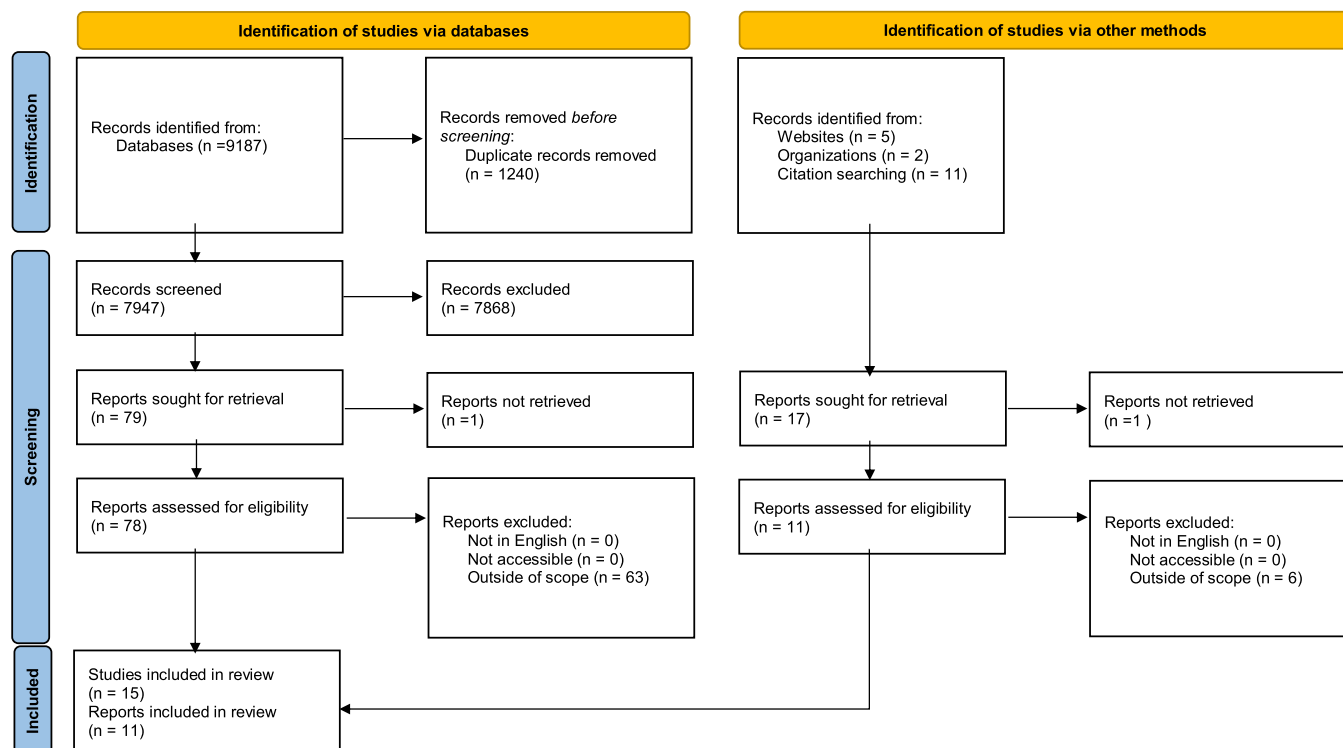 Identification of studies via databases
Identification of studies via other methods
Identification
Records identified from:
Databases (n =9187)
Records removed before
screening:
Duplicate records removed
(n = 1240)
Records identified from:
Websites (n = 5)
Organizations (n = 2)
Citation searching (n = 11)
Screening
Records screened
(n = 7947)
Records excluded
(n = 7868)
Reports sought for retrieval
(n = 79)
Reports not retrieved
(n =1)
Reports sought for retrieval
(n = 17)
Reports not retrieved
(n =1 )
Reports assessed for eligibility
(n = 78)
Reports excluded:
Not in English (n = 0)
Not accessible (n = 0)
Outside of scope (n = 63)
Reports assessed for eligibility
(n = 11)
Reports excluded:
Not in English (n = 0)
Not accessible (n = 0)
Outside of scope (n = 6)
Included
Studies included in review
(n = 15)
Reports included in review
(n = 11)